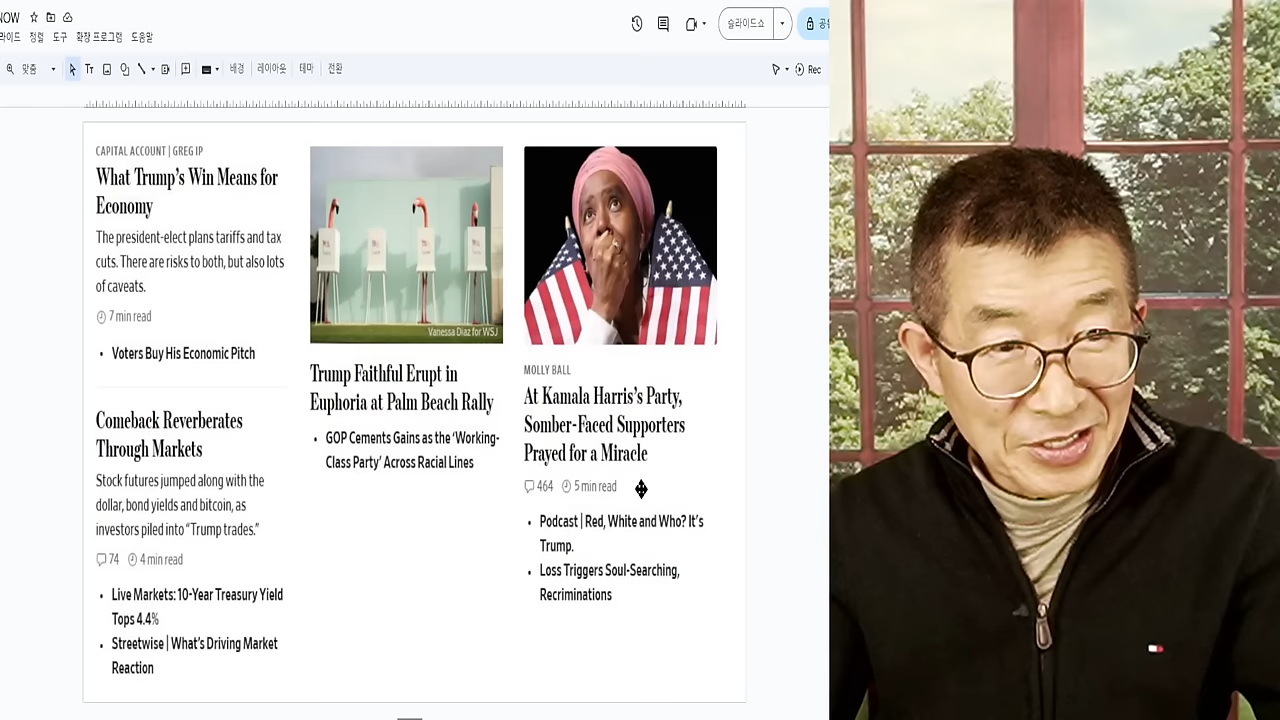 NOW
라이드 정렬 도구 확장 프로그램 도움말
슬라이드쇼
맞춤
Tт
배경 레이아웃 테마 전환
Rec
CAPITAL ACCOUNT | GREG IP
What Trump's Win Means for
Economy
The president-elect plans tariffs and tax
cuts. There are risks to both, but also lots
of caveats.
7 min read
• Voters Buy His Economic Pitch
Comeback Reverberates
Through Markets
Stock futures jumped along with the
dollar, bond yields and bitcoin, as
investors piled into “Trump trades.”
74 4 min read
• Live Markets: 10-Year Treasury Yield
Tops 4.4%
• Streetwise | What's Driving Market
Reaction
Vanessa Diaz for WSJ
Trump Faithful Erupt in
Euphoria at Palm Beach Rally
• GOP Cements Gains as the ‘Working-
Class Party’ Across Racial Lines
MOLLY BALL
At Kamala Harris's Party,
Somber-Faced Supporters
Prayed for a Miracle
464 5 min read
• Podcast | Red, White and Who? It's
Trump.
• Loss Triggers Soul-Searching,
Recriminations